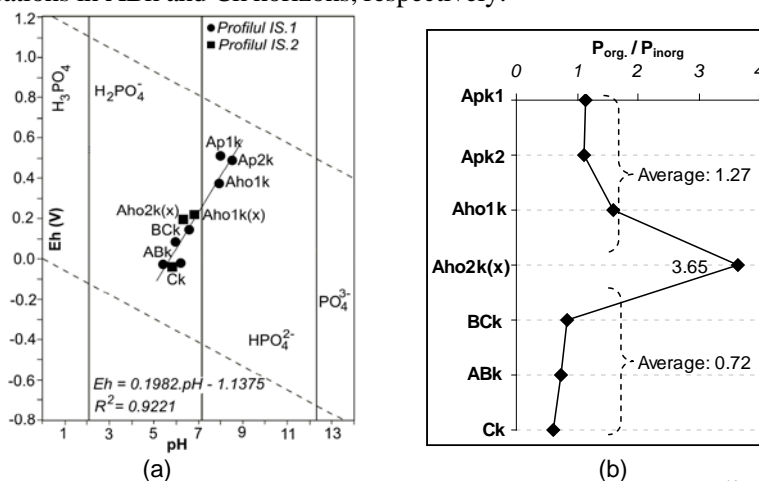 ations in ABk and Ck horizons, respectively.
1.2
1.0
0.8
0.6
0.4
0.2
0.0
-0.2
-0.4
-0.6
-0.8
Eh (V)
H3PO4
H2PO4-
● Profilul IS.1
■ Profilul IS.2
Ap1k
Ap2k
Aho1k
Aho2k(x)
Aho1k(x)
BCk
ABk
Ck
PO4 3-
HPO4 2-
Eh = 0.1982.pH - 1.1375
R2 = 0.9221
1 3 5 7 9 11 13
pH
(a)
Porg. / Pinorg
0 1 2 3 4
Apk1
Apk2
Average: 1.27
Aho1k
Aho2k(x)
3.65
BCk
Average: 0.72
ABk
Ck
(b)